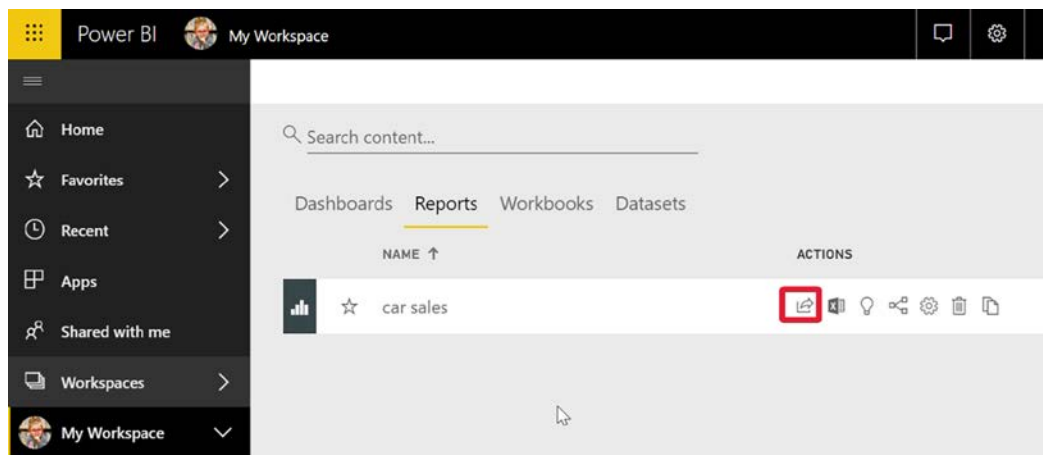 Power BI My Workspace
Home
Search content...
Favorites
Dashboards Reports Workbooks Datasets
Recent
NAME ↑ ACTIONS
Apps
car sales
Shared with me
Workspaces
My Workspace